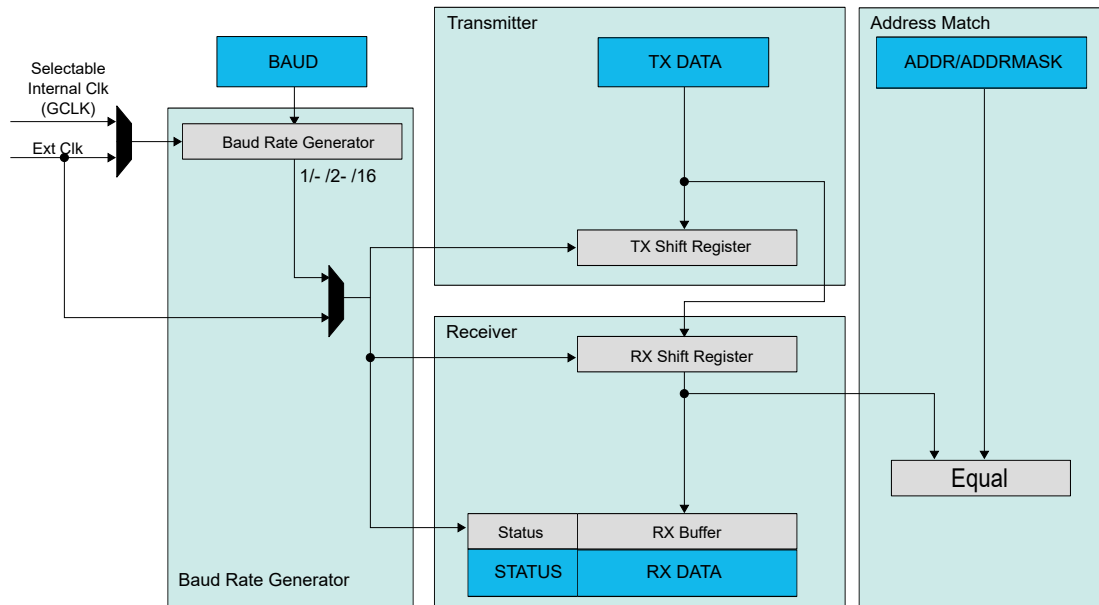 Transmitter
Address Match
BAUD
TX DATA
ADDR/ADDRMASK
Selectable
Internal Clk
(GCLK)
Ext Clk
Baud Rate Generator
1/- /2- /16
TX Shift Register
Receiver
RX Shift Register
Equal
Status
RX Buffer
STATUS
RX DATA
Baud Rate Generator